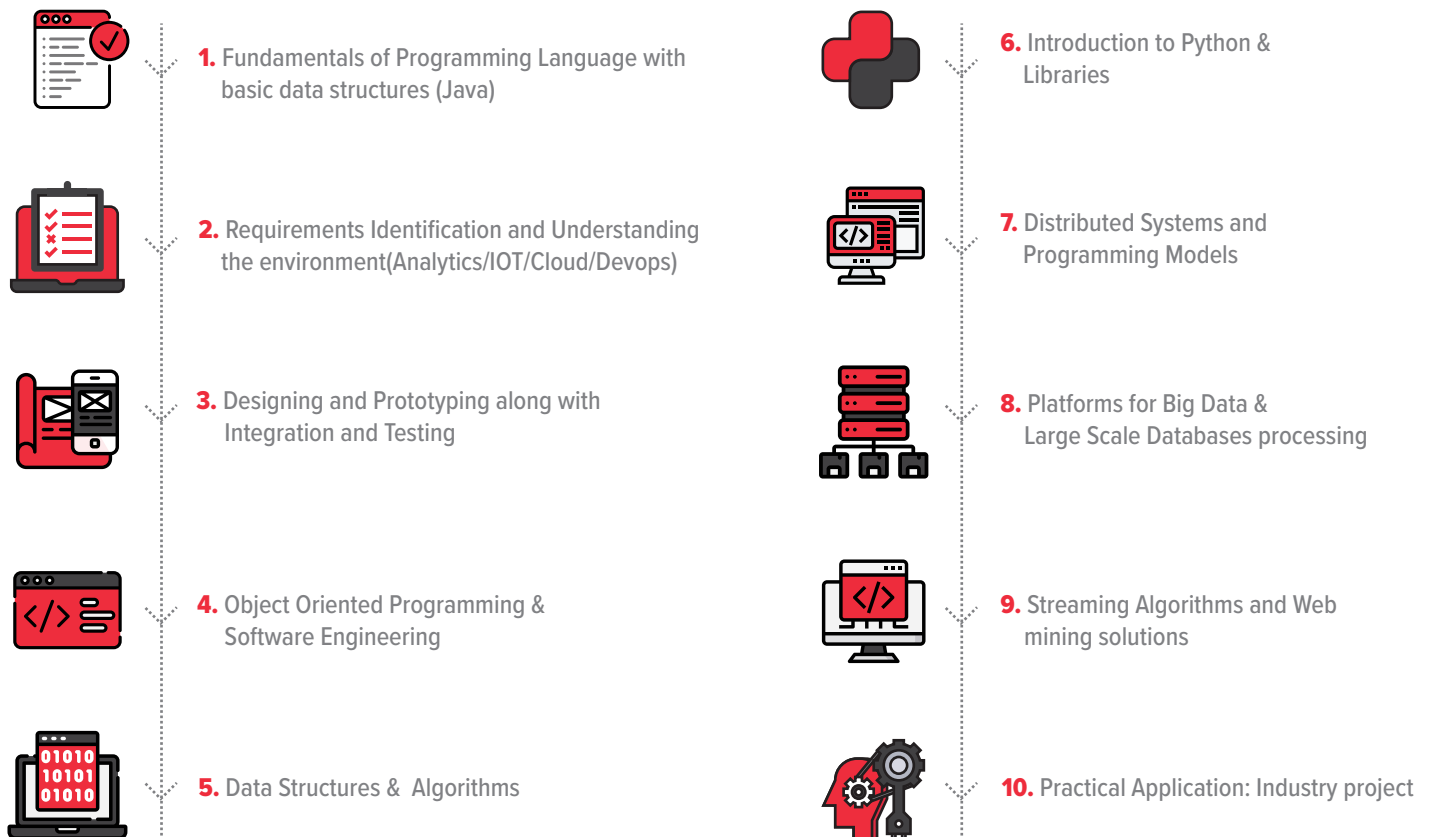 1. Fundamentals of Programming Language with
basic data structures (Java)
2. Requirements Identification and Understanding
the environment(Analytics/IOT/Cloud/Devops)
3. Designing and Prototyping along with
Integration and Testing
4. Object Oriented Programming &
Software Engineering
01010
10101
01010
5. Data Structures & Algorithms
6. Introduction to Python &
Libraries
</>
7. Distributed Systems and
Programming Models
8. Platforms for Big Data &
Large Scale Databases processing
</>
9. Streaming Algorithms and Web
mining solutions
10. Practical Application: Industry project